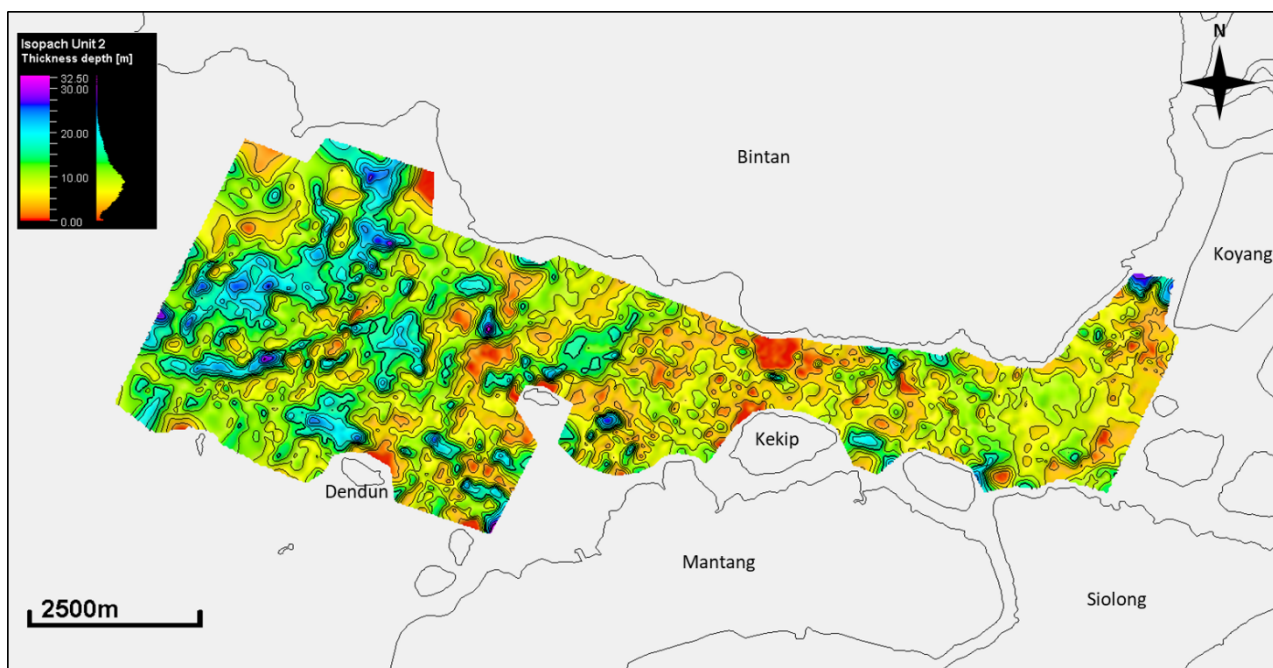 Isopach Unit 2
Thickness depth [m]
32.50
30.00
20.00
10.00
0.00
N
Bintan
Koyang
Kekip
Dendun
Mantang
Siolong
2500m